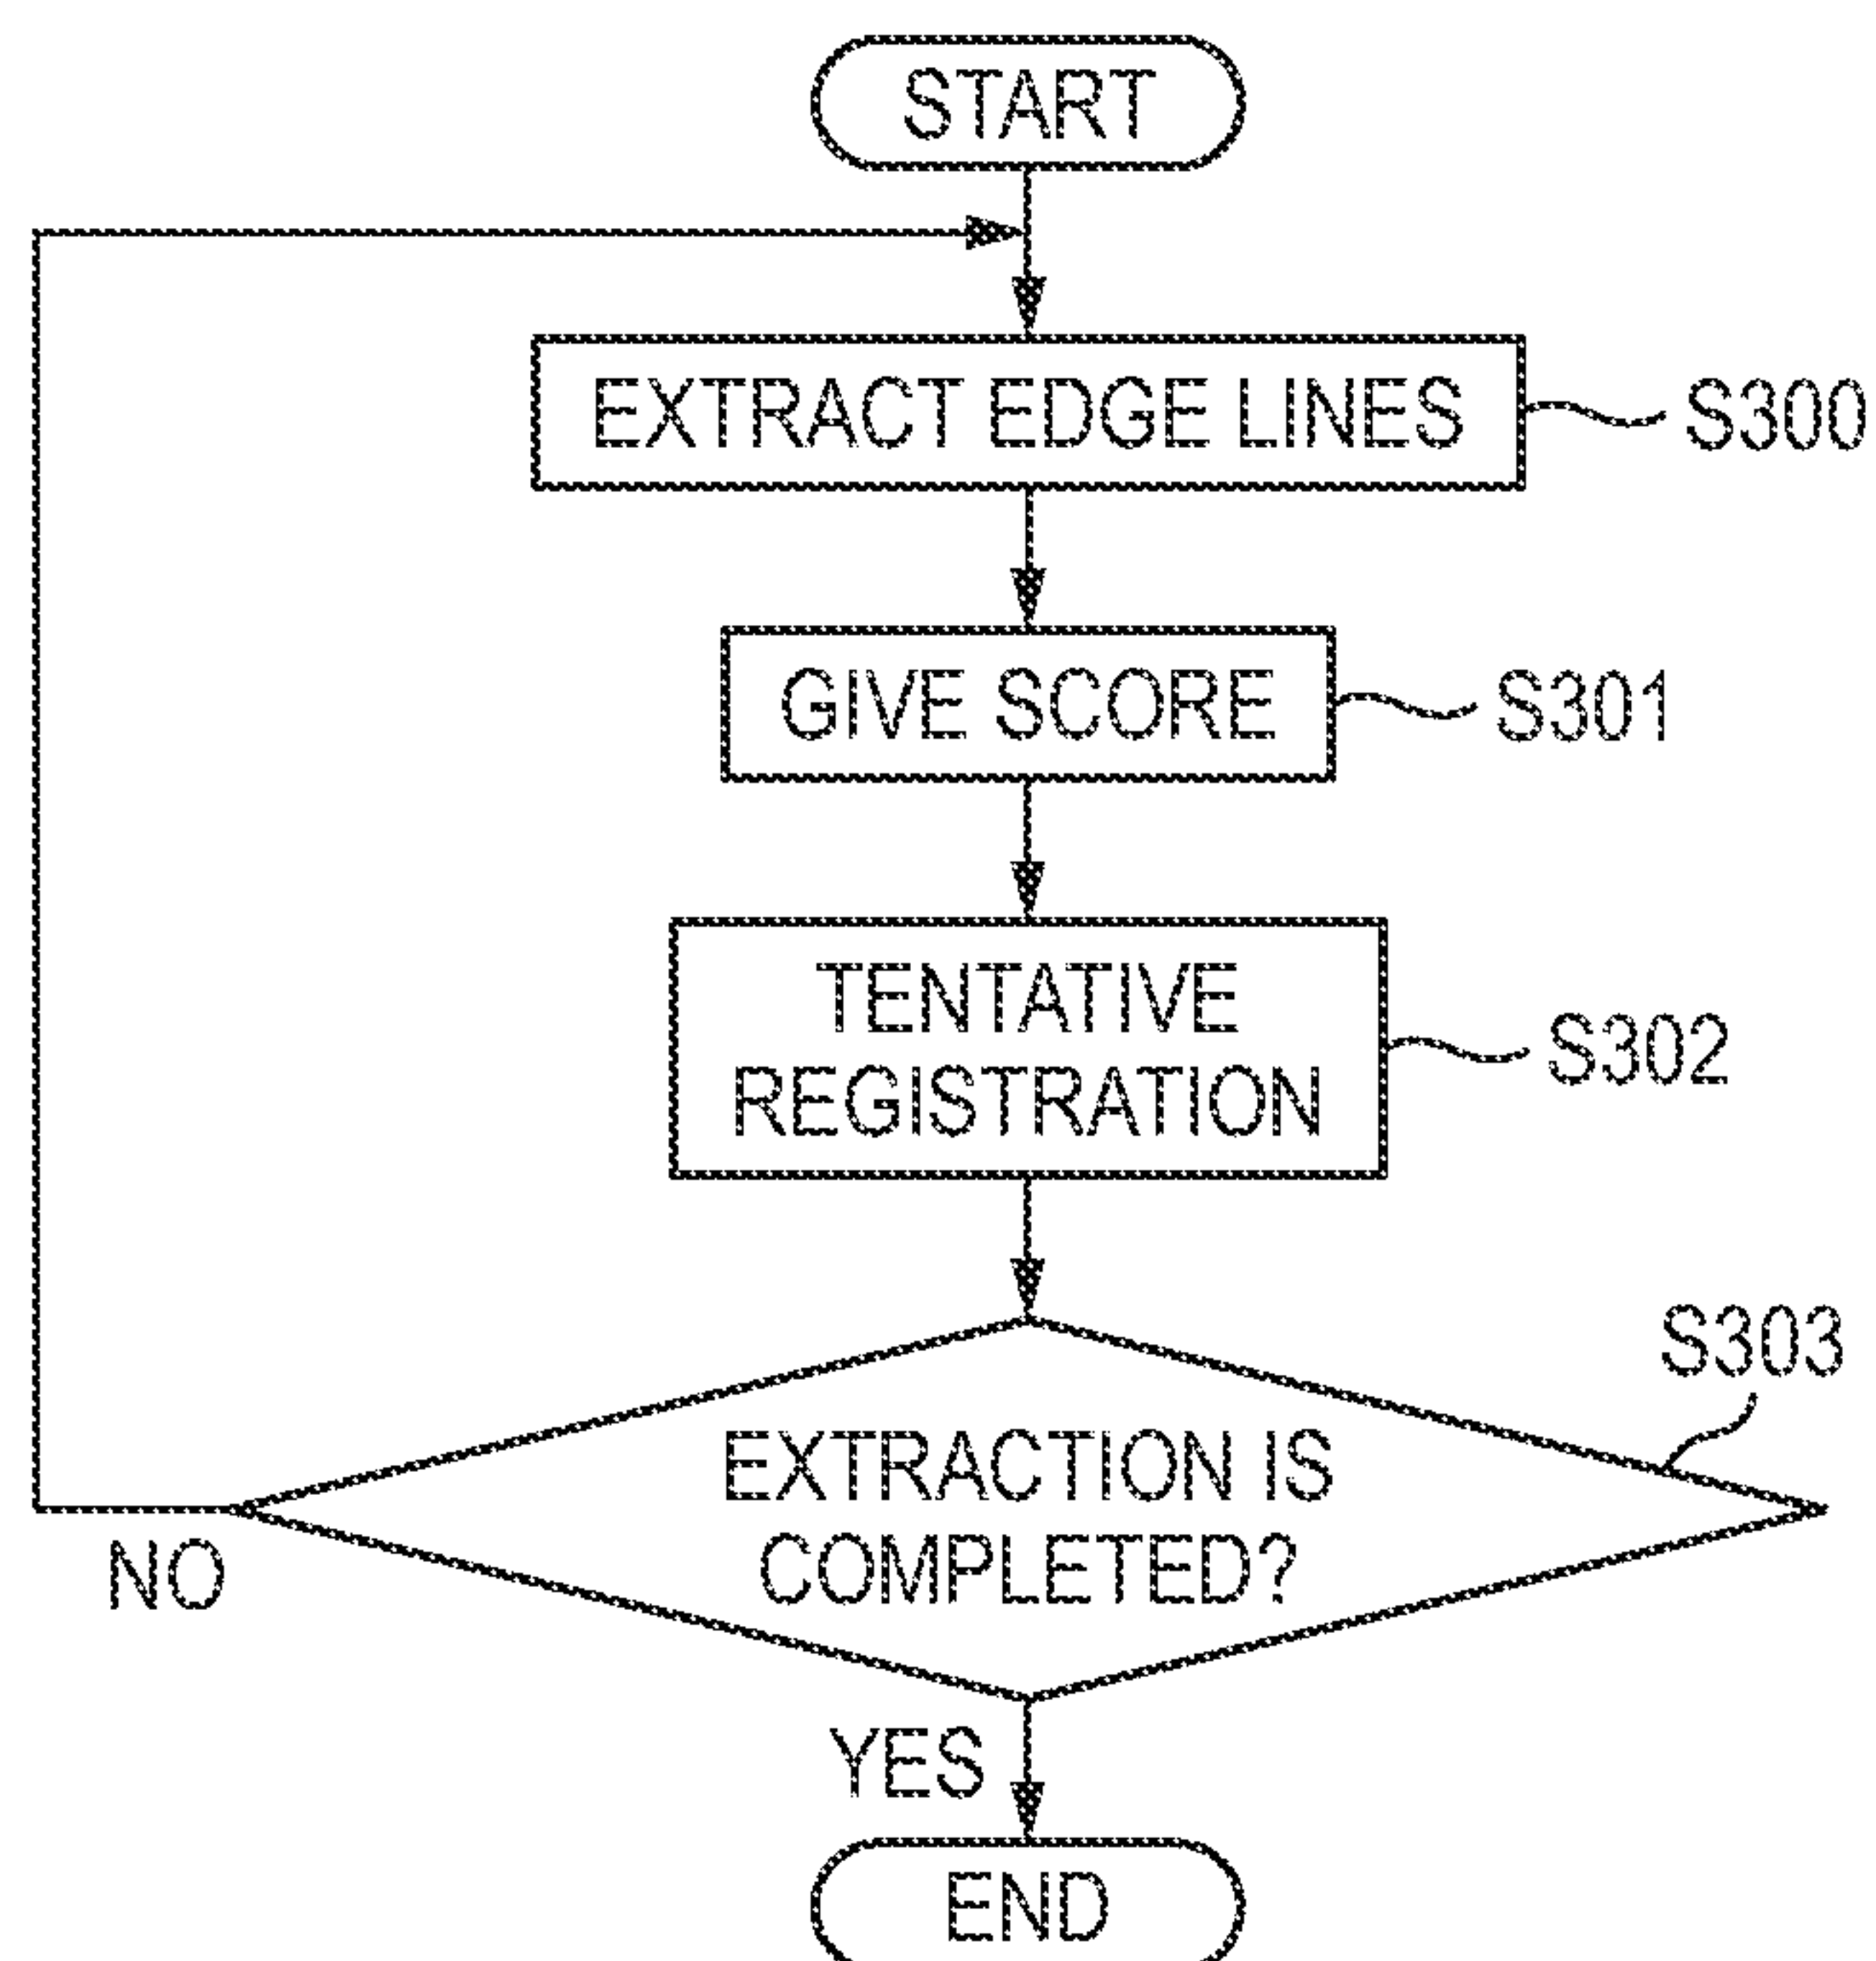 START
EXTRACT EDGE LINES
S300
GIVE SCORE
S301
TENTATIVE
REGISTRATION
S302
S303
EXTRACTION IS
COMPLETED?
NO
YES
END